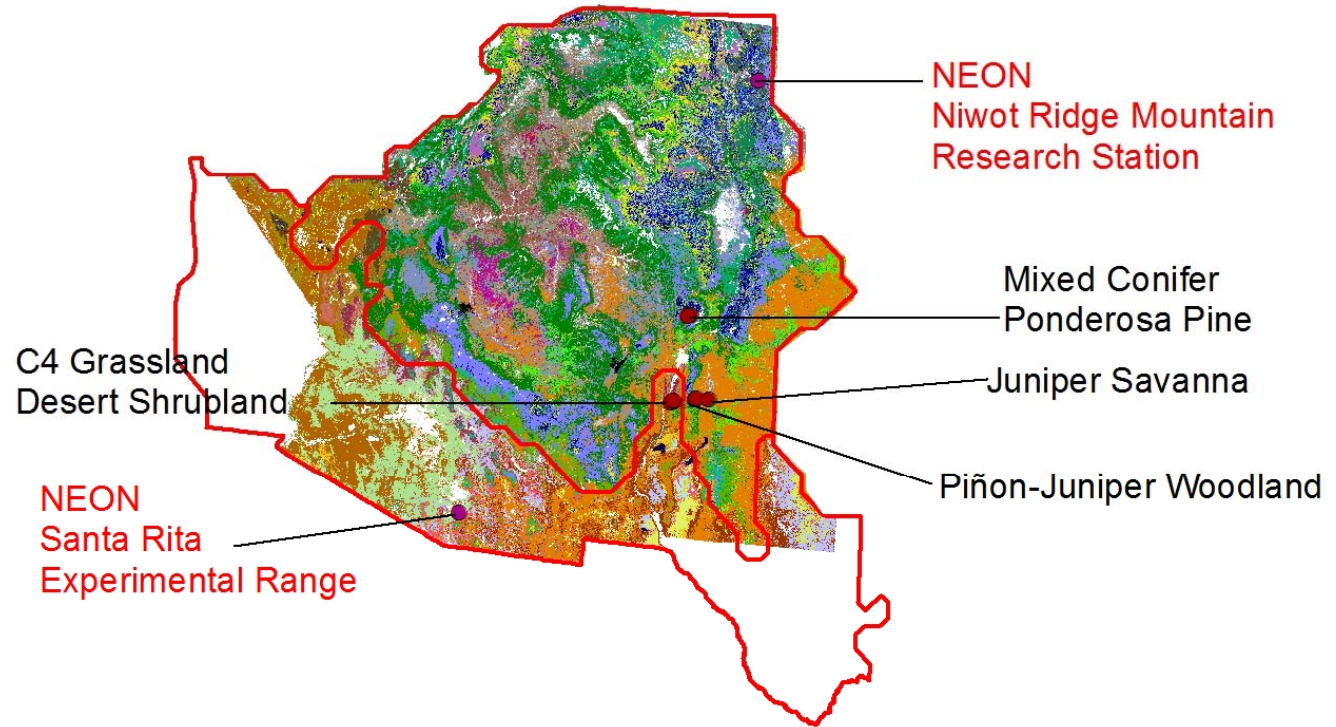 NEON
Niwot Ridge Mountain
Research Station
Mixed Conifer
Ponderosa Pine
C4 Grassland
Desert Shrubland
Juniper Savanna
Piñon-Juniper Woodland
NEON
Santa Rita
Experimental Range